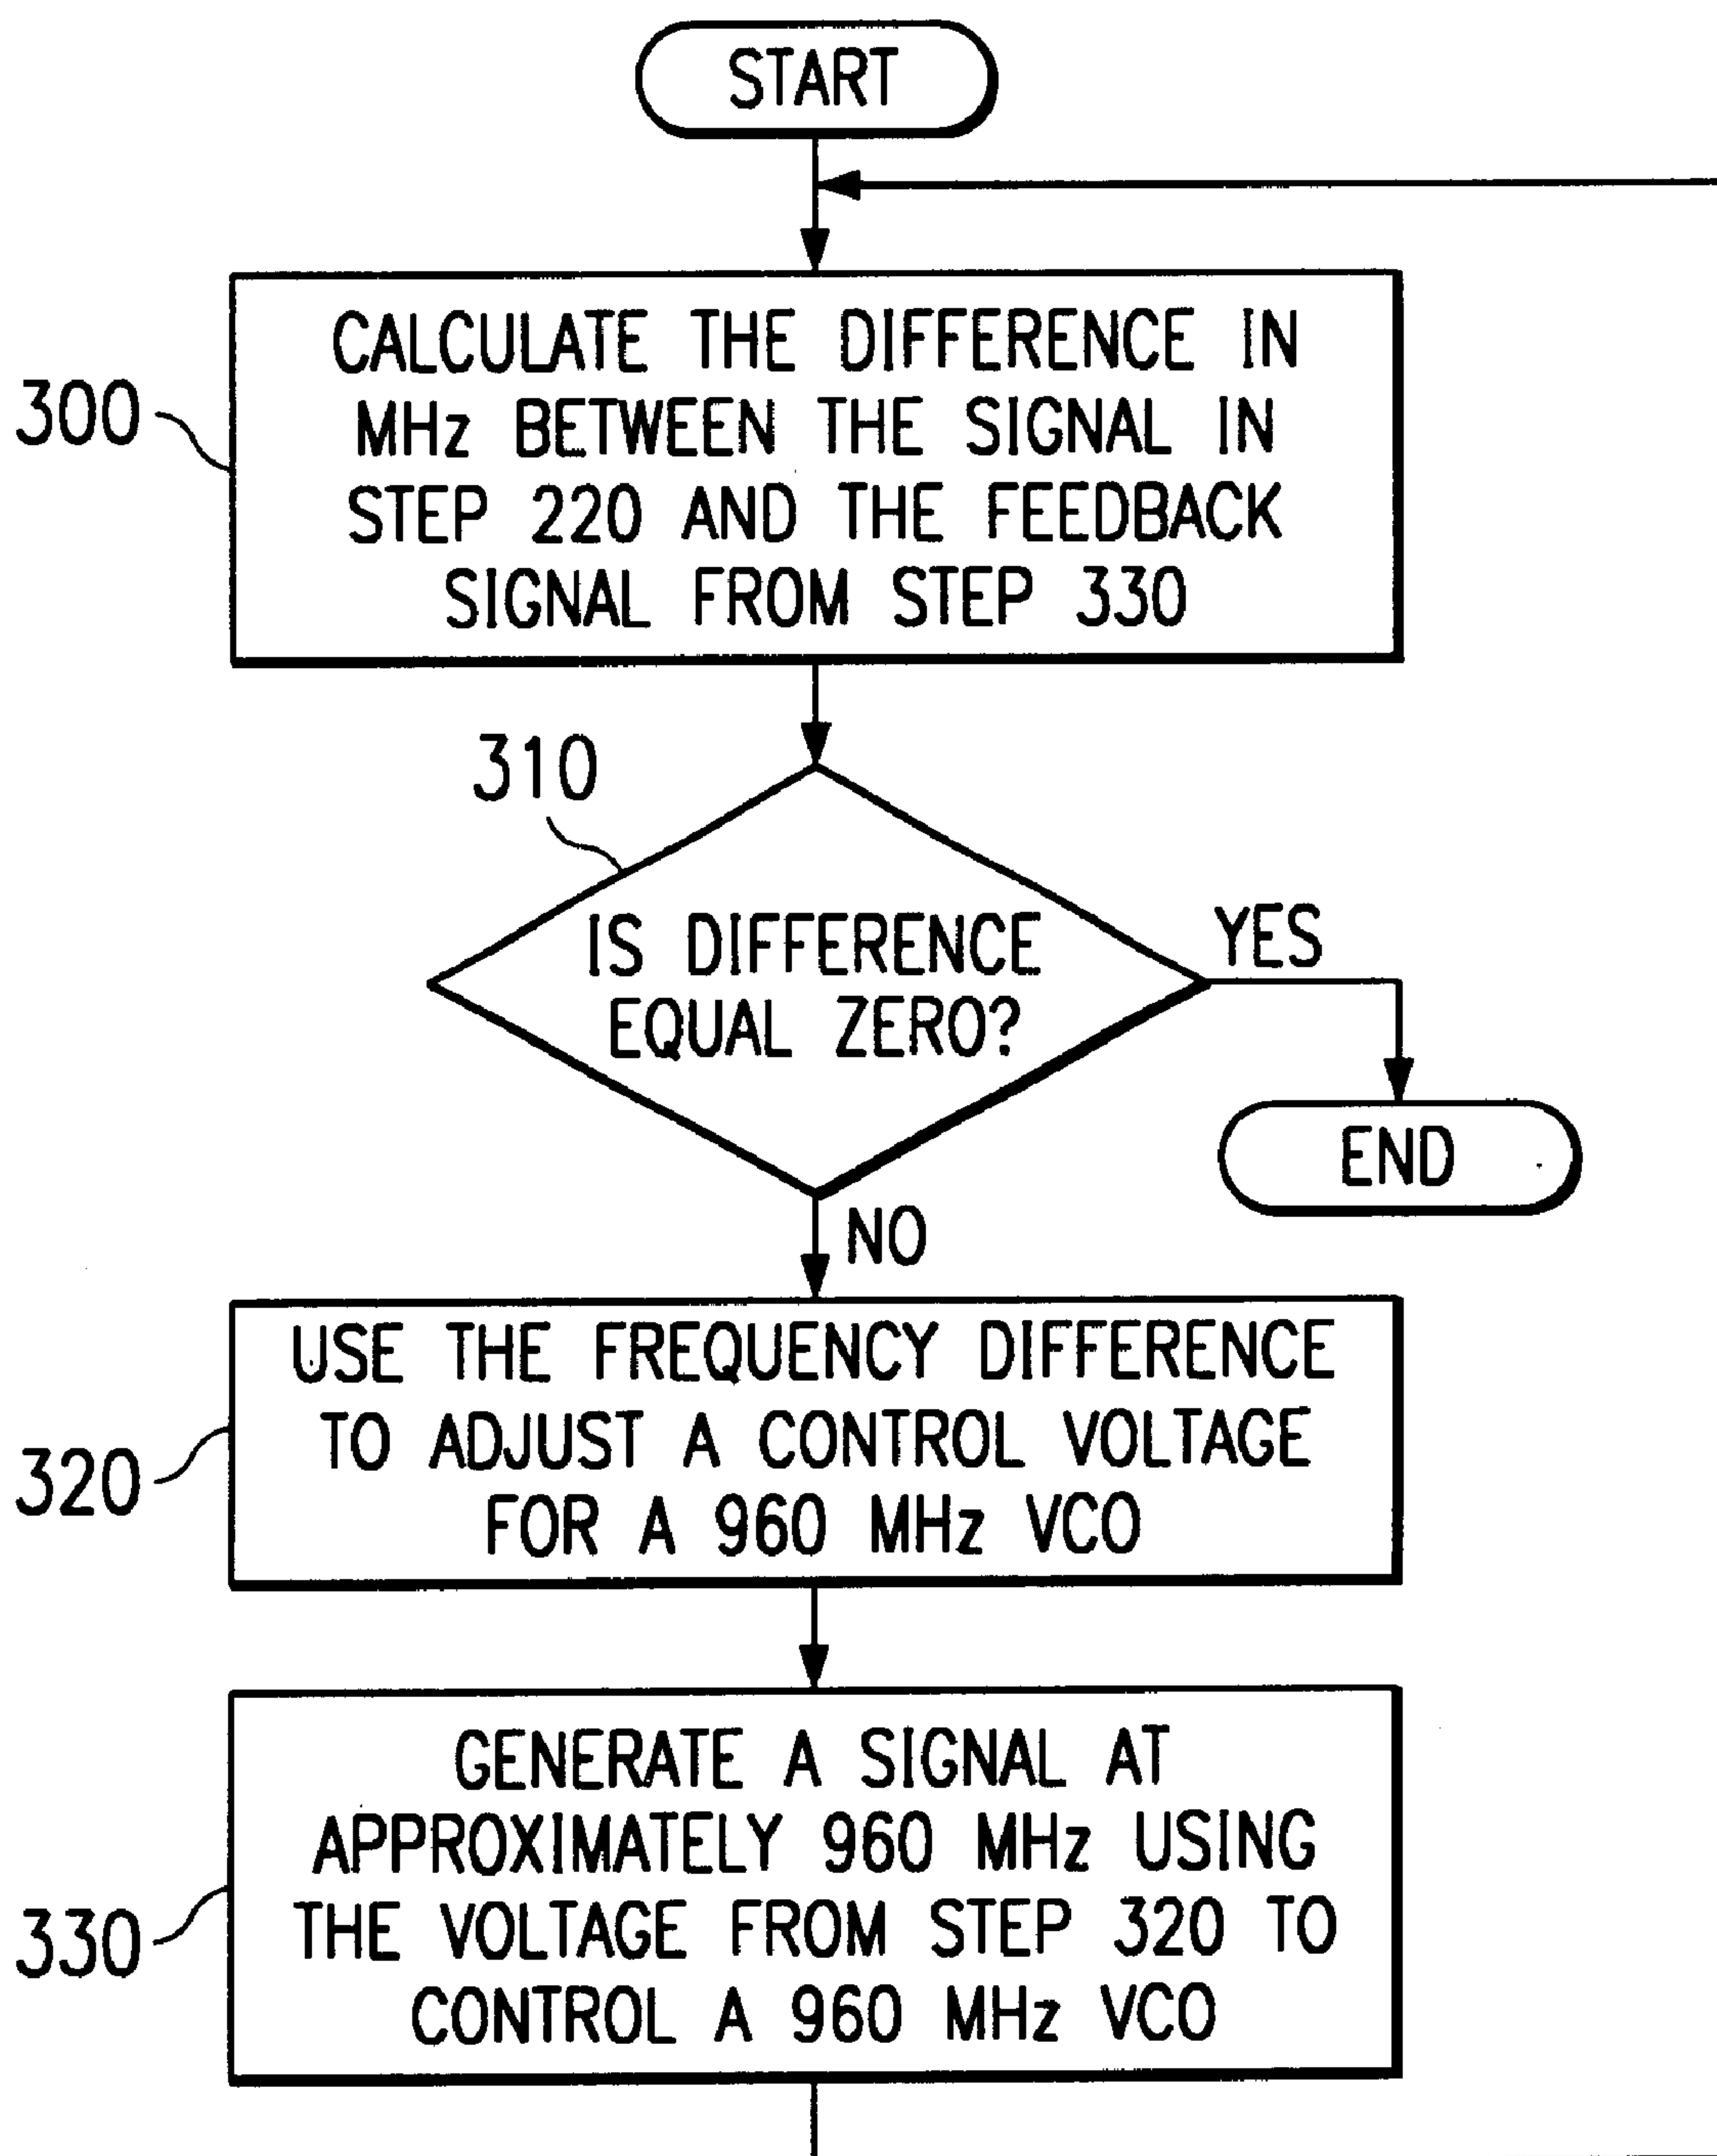 START
300
CALCULATE THE DIFFERENCE IN
MHz BETWEEN THE SIGNAL IN
STEP 220 AND THE FEEDBACK
SIGNAL FROM STEP 330
310
IS DIFFERENCE
EQUAL ZERO?
YES
END
NO
320
USE THE FREQUENCY DIFFERENCE
TO ADJUST A CONTROL VOLTAGE
FOR A 960 MHz VCO
330
GENERATE A SIGNAL AT
APPROXIMATELY 960 MHz USING
THE VOLTAGE FROM STEP 320 TO
CONTROL A 960 MHz VCO